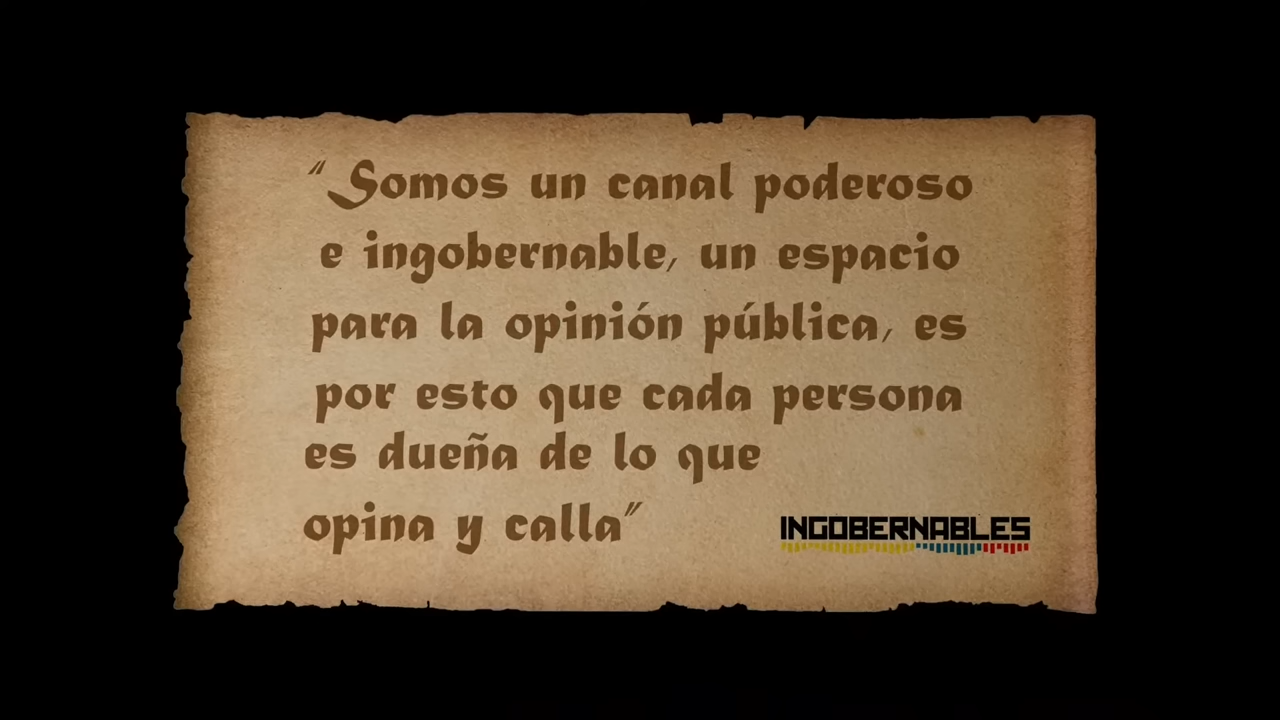 “Somos un canal poderoso
e ingobernable, un espacio
para la opinión pública, es
por esto que cada persona
es dueña de lo que
opina y calla”
INGOBERNABLES